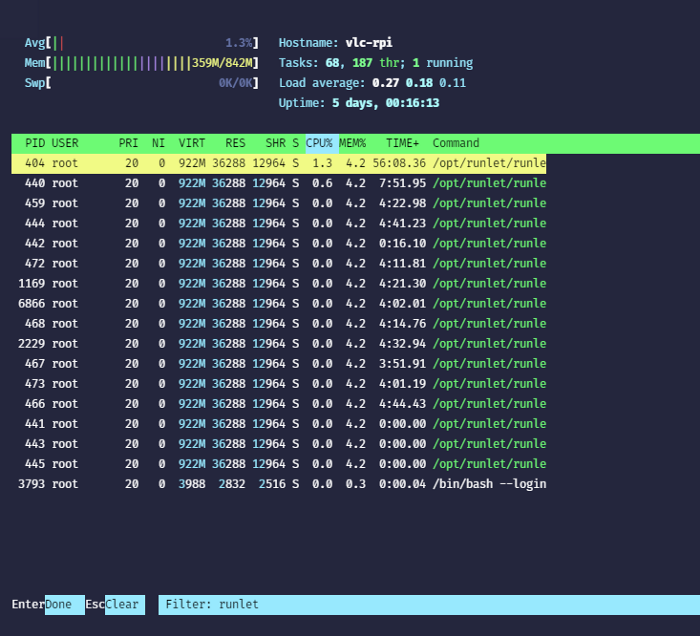 Avg[|| 1.3%] Hostname: vlc-rpi
Mem[|||||||||||||||||||||359M/842M] Tasks: 68, 187 thr; 1 running
Swp[ 0K/0K] Load average: 0.27 0.18 0.11
Uptime: 5 days, 00:16:13
PID USER PRI NI VIRT RES SHR S CPU% MEM% TIME+ Command
404 root 20 0 922M 36288 12964 S 1.3 4.2 56:08.36 /opt/runlet/runle
440 root 20 0 922M 36288 12964 S 0.6 4.2 7:51.95 /opt/runlet/runle
459 root 20 0 922M 36288 12964 S 0.0 4.2 4:22.98 /opt/runlet/runle
444 root 20 0 922M 36288 12964 S 0.0 4.2 4:41.23 /opt/runlet/runle
442 root 20 0 922M 36288 12964 S 0.0 4.2 0:16.10 /opt/runlet/runle
472 root 20 0 922M 36288 12964 S 0.0 4.2 4:11.81 /opt/runlet/runle
1169 root 20 0 922M 36288 12964 S 0.0 4.2 4:21.30 /opt/runlet/runle
6866 root 20 0 922M 36288 12964 S 0.0 4.2 4:02.01 /opt/runlet/runle
468 root 20 0 922M 36288 12964 S 0.0 4.2 4:14.76 /opt/runlet/runle
2229 root 20 0 922M 36288 12964 S 0.0 4.2 4:32.94 /opt/runlet/runle
467 root 20 0 922M 36288 12964 S 0.0 4.2 3:51.91 /opt/runlet/runle
473 root 20 0 922M 36288 12964 S 0.0 4.2 4:01.19 /opt/runlet/runle
466 root 20 0 922M 36288 12964 S 0.0 4.2 4:44.43 /opt/runlet/runle
441 root 20 0 922M 36288 12964 S 0.0 4.2 0:00.00 /opt/runlet/runle
443 root 20 0 922M 36288 12964 S 0.0 4.2 0:00.00 /opt/runlet/runle
445 root 20 0 922M 36288 12964 S 0.0 4.2 0:00.00 /opt/runlet/runle
3793 root 20 0 3988 2832 2516 S 0.0 0.3 0:00.04 /bin/bash --login
EnterDone EscClear Filter: runlet